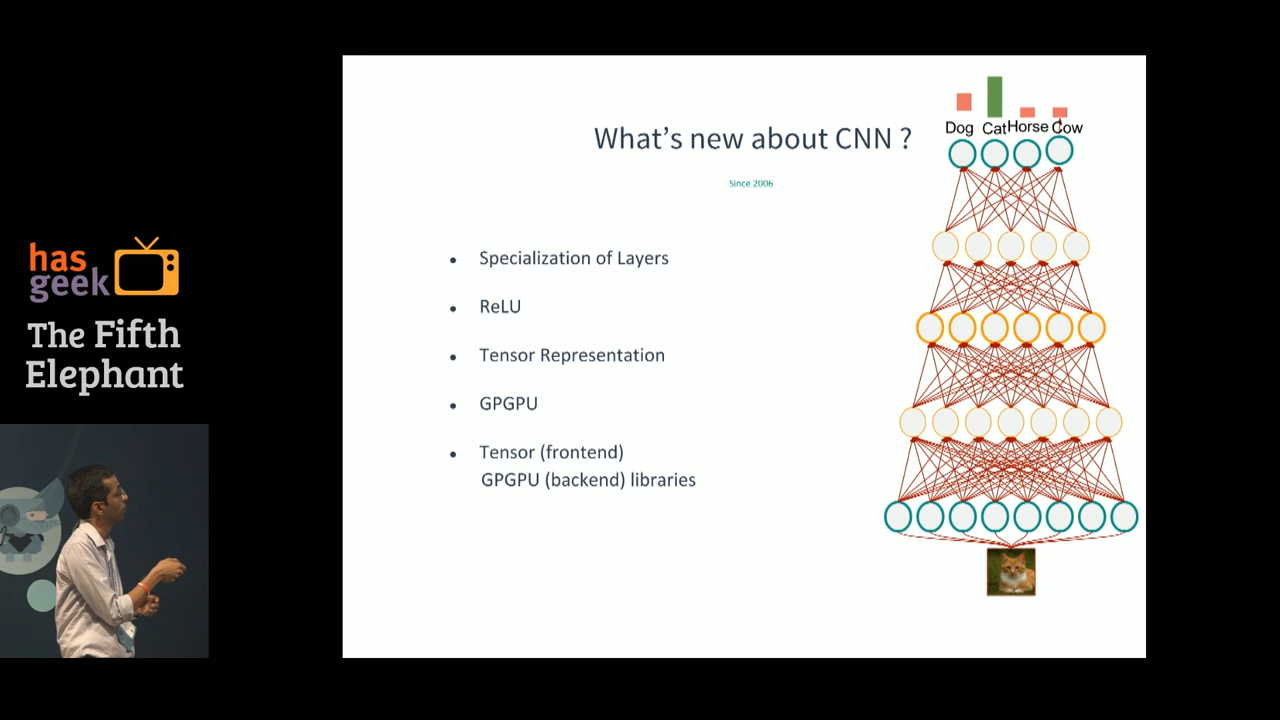 has
geek
The Fifth
Elephant
What's new about CNN ?
Since 2006
• Specialization of Layers
• ReLU
• Tensor Representation
• GPGPU
• Tensor (frontend)
GPGPU (backend) libraries
Dog Cat Horse Cow